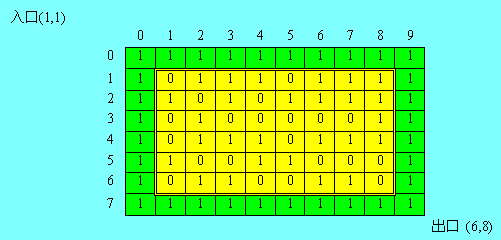 入口(1,1)
0 1 2 3 4 5 6 7 8 9
0 1 1 1 1 1 1 1 1 1 1
1 1 0 1 1 1 0 1 1 1 1
2 1 1 0 1 0 1 1 1 1 1
3 1 0 1 0 0 0 0 0 1 1
4 1 0 1 1 1 0 1 1 1 1
5 1 1 0 0 1 1 0 0 0 1
6 1 0 1 1 0 0 1 1 0 1
7 1 1 1 1 1 1 1 1 1 1
出口 (6,8)